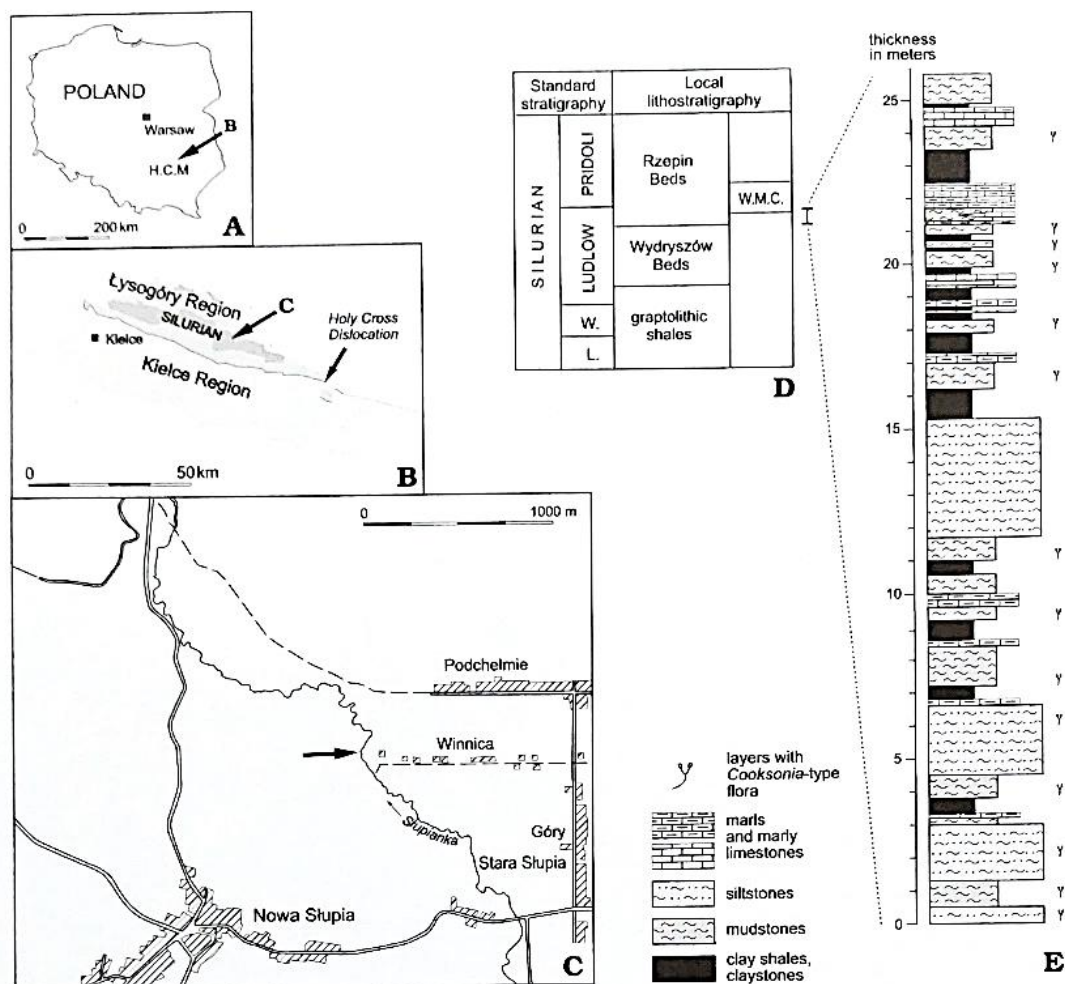 POLAND
Warsaw
B
H.C.M
0 200 km
A
Łysogóry Region
C
SILURIAN
Holy Cross
Dislocation
Kielce
Kielce Region
0 50 km
B
0 1000 m
Podchełmie
Winnica
Słupianka
Góry
Stara Słupia
Nowa Słupia
C
Standard
stratigraphy
Local
lithostratigraphy
SILURIAN
PRIDOLI
LUDLOW
W.
L.
Rzepin
Beds
W.M.C.
Wydryszów
Beds
graptolithic
shales
D
thickness
in meters
25
20
15
10
5
0
layers with
Cooksonia-type
flora
marls
and marly
limestones
siltstones
mudstones
clay shales,
claystones
E